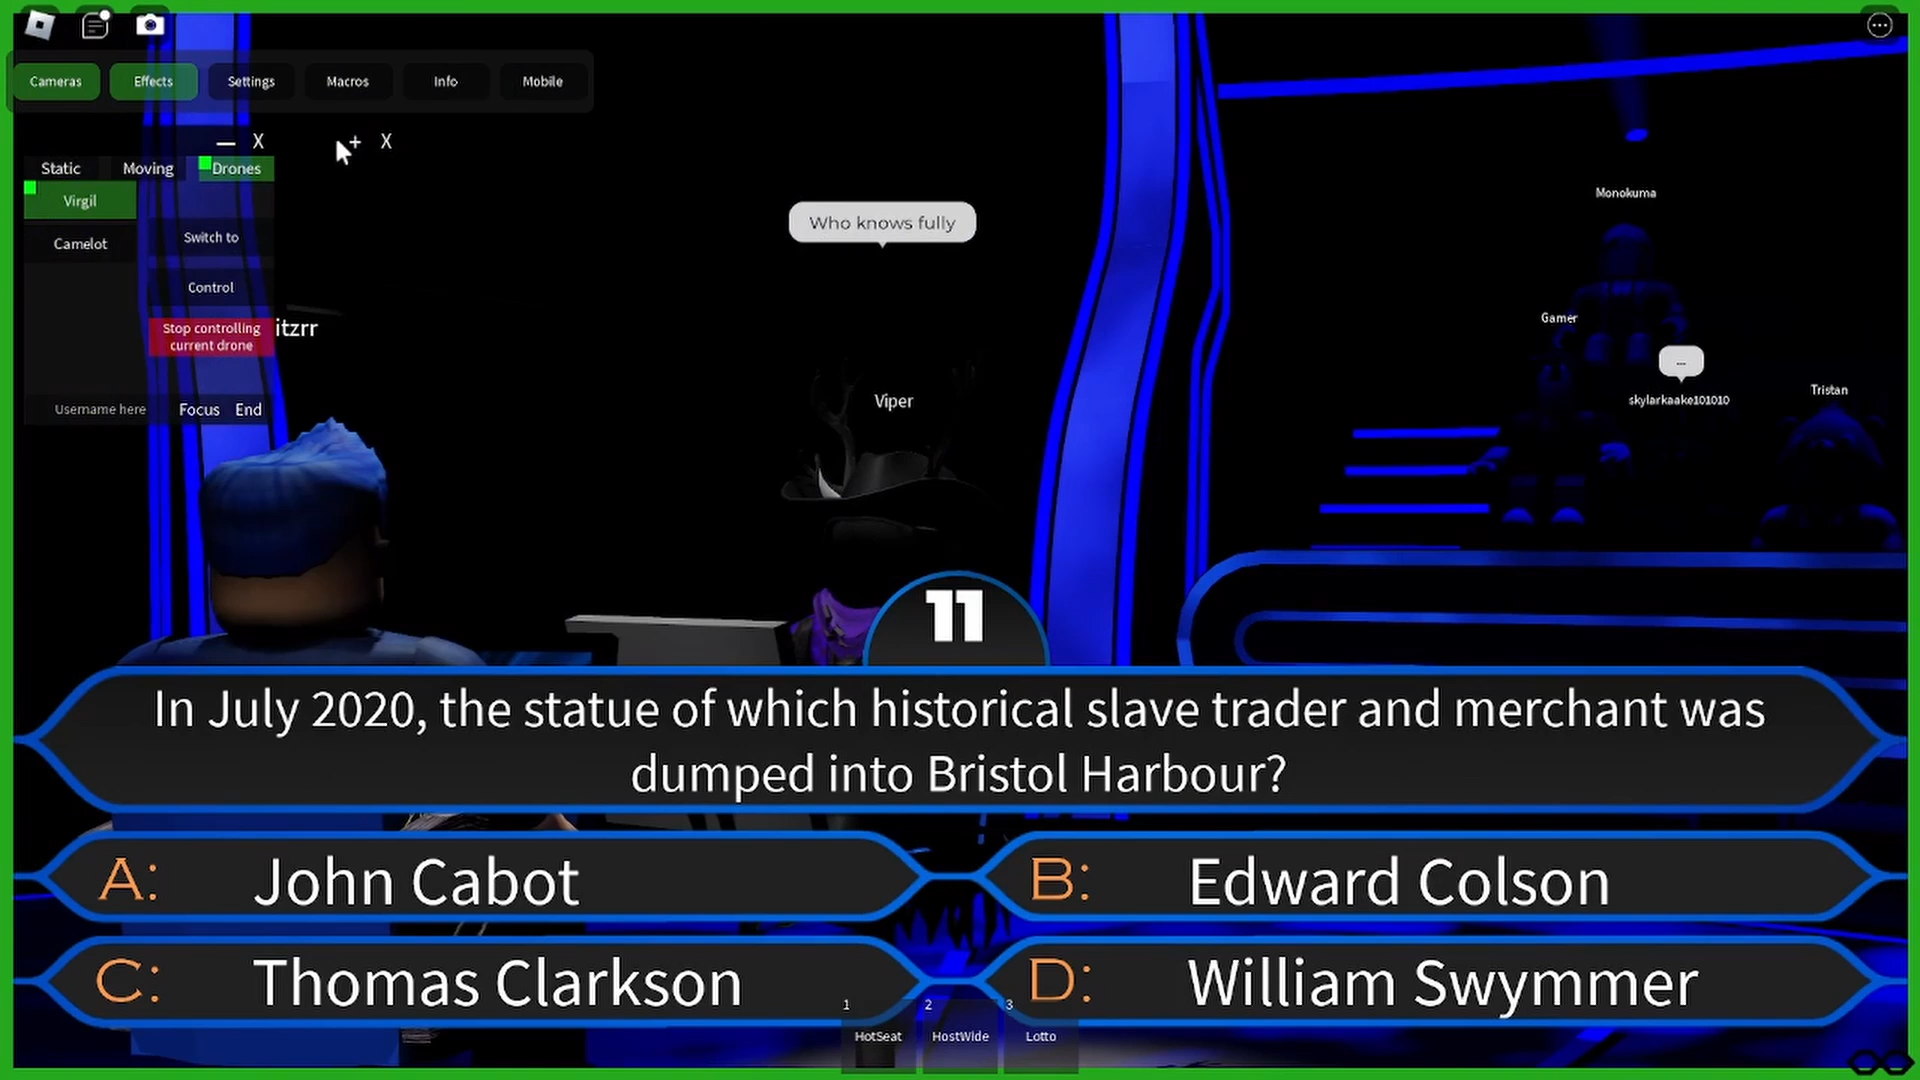 Cameras Effects Settings Macros Info Mobile
— X + X
Static Moving Drones
Virgil
Camelot
Switch to
Control
Stop controlling
current drone
itzrr
Username here Focus End
Who knows fully
Viper
Monokuma
Gamer
...
skylarkaake101010
Tristan
11
In July 2020, the statue of which historical slave trader and merchant was
dumped into Bristol Harbour?
A: John Cabot
B: Edward Colson
C: Thomas Clarkson
D: William Swymmer
1 2 3
HotSeat HostWide Lotto